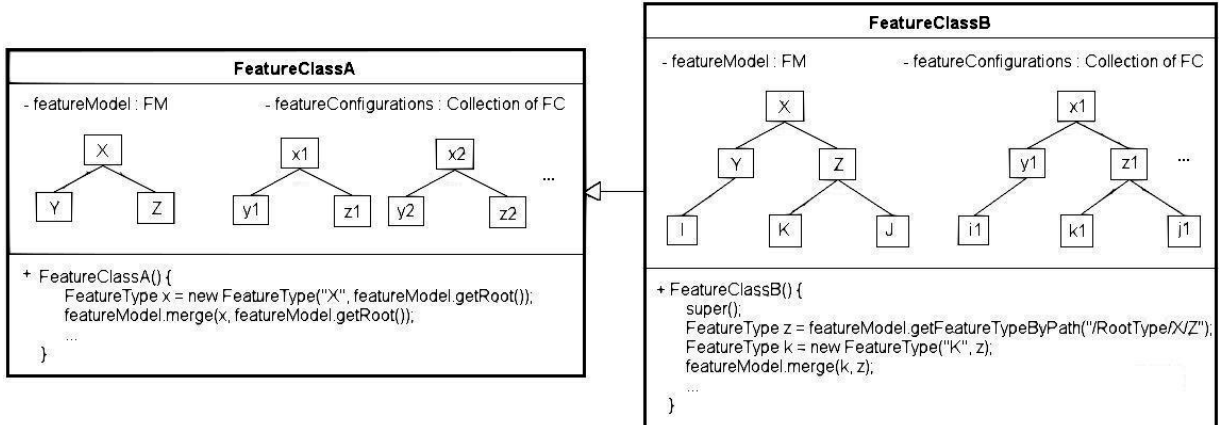 FeatureClassA
- featureModel : FM - featureConfigurations : Collection of FC
X x1 x2
...
Y Z y1 z1 y2 z2
+ FeatureClassA() {
FeatureType x = new FeatureType("X", featureModel.getRoot());
featureModel.merge(x, featureModel.getRoot());
...
}
FeatureClassB
- featureModel : FM - featureConfigurations : Collection of FC
X x1
Y Z y1 z1 ...
I K J i1 k1 j1
+ FeatureClassB() {
super();
FeatureType z = featureModel.getFeatureTypeByPath("/RootType/X/Z");
FeatureType k = new FeatureType("K", z);
featureModel.merge(k, z);
...
}